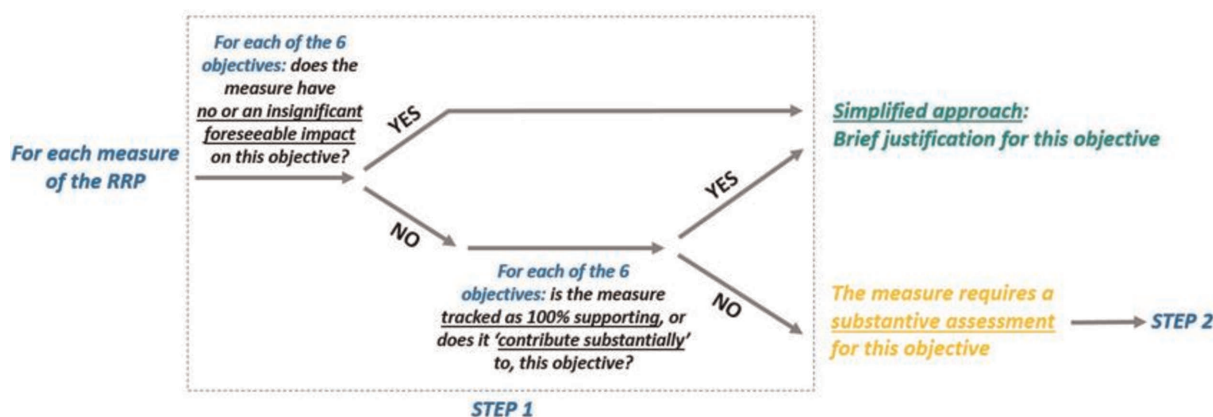 For each of the 6
objectives: does the
measure have
no or an insignificant
foreseeable impact
on this objective?
For each measure
of the RRP
YES
NO
For each of the 6
objectives: is the measure
tracked as 100% supporting, or
does it ‘contribute substantially’
to, this objective?
YES
NO
Simplified approach:
Brief justification for this objective
The measure requires a
substantive assessment
for this objective
STEP 2
STEP 1